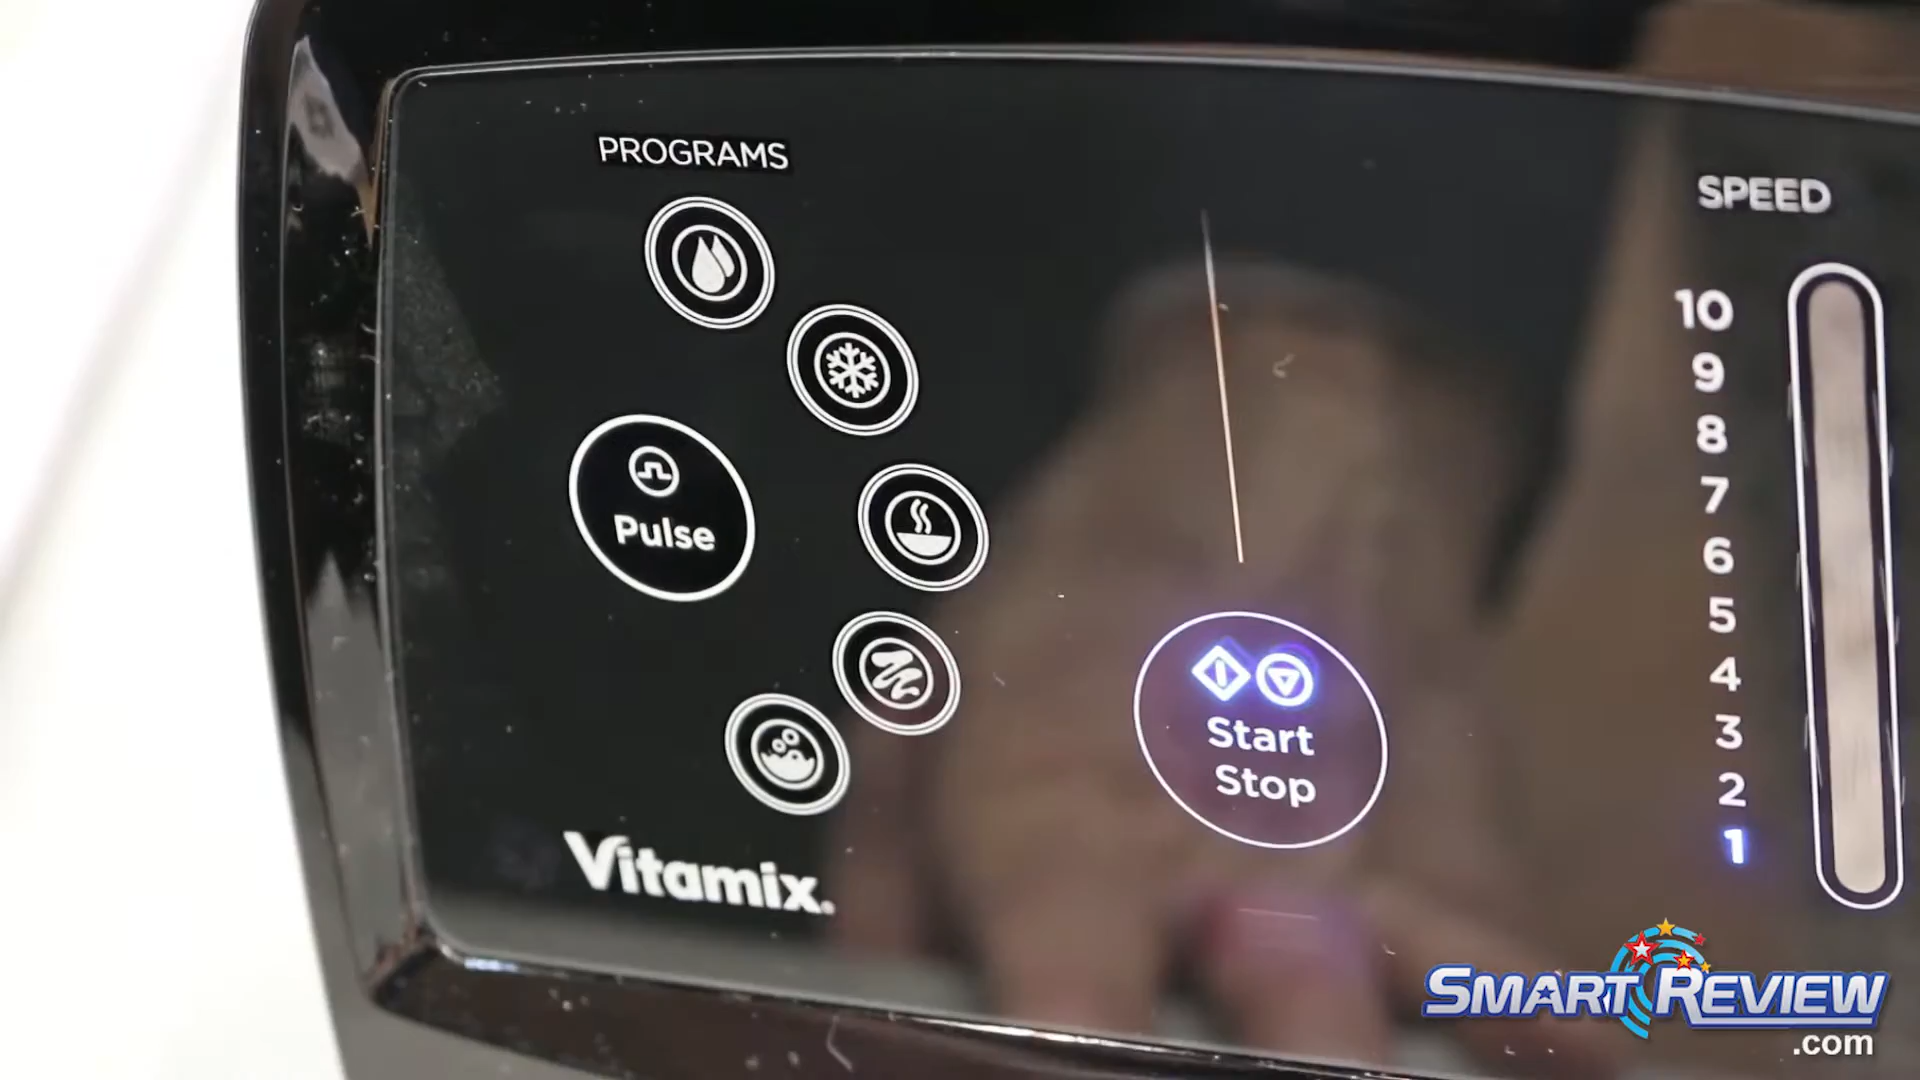 PROGRAMS
Pulse
Vitamix.
Start
Stop
SPEED
10
9
8
7
6
5
4
3
2
1
SMARTREVIEW
.com